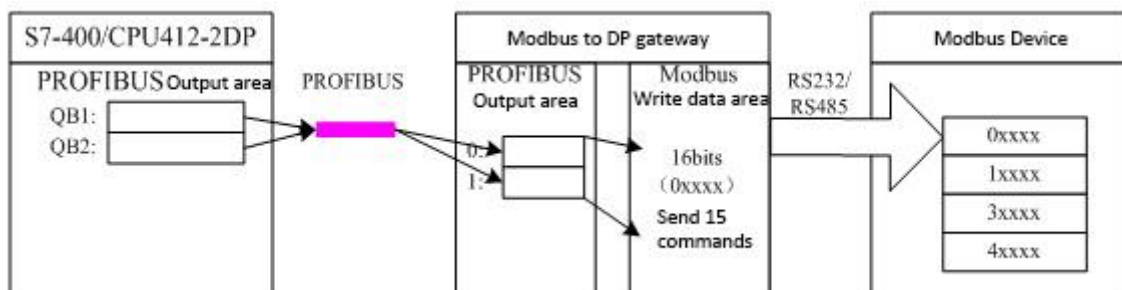 S7-400/CPU412-2DP
PROFIBUS Output area
QB1:
QB2:
PROFIBUS
Modbus to DP gateway
PROFIBUS
Output area
0:
1:
Modbus
Write data area
16bits
（0xxxx）
Send 15
commands
RS232/
RS485
Modbus Device
0xxxx
1xxxx
3xxxx
4xxxx